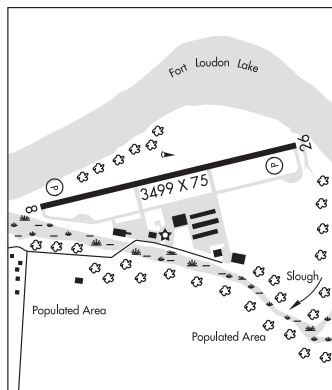 Fort Loudon Lake
26
P
3499 X 75
P
8
Slough
Populated Area
Populated Area